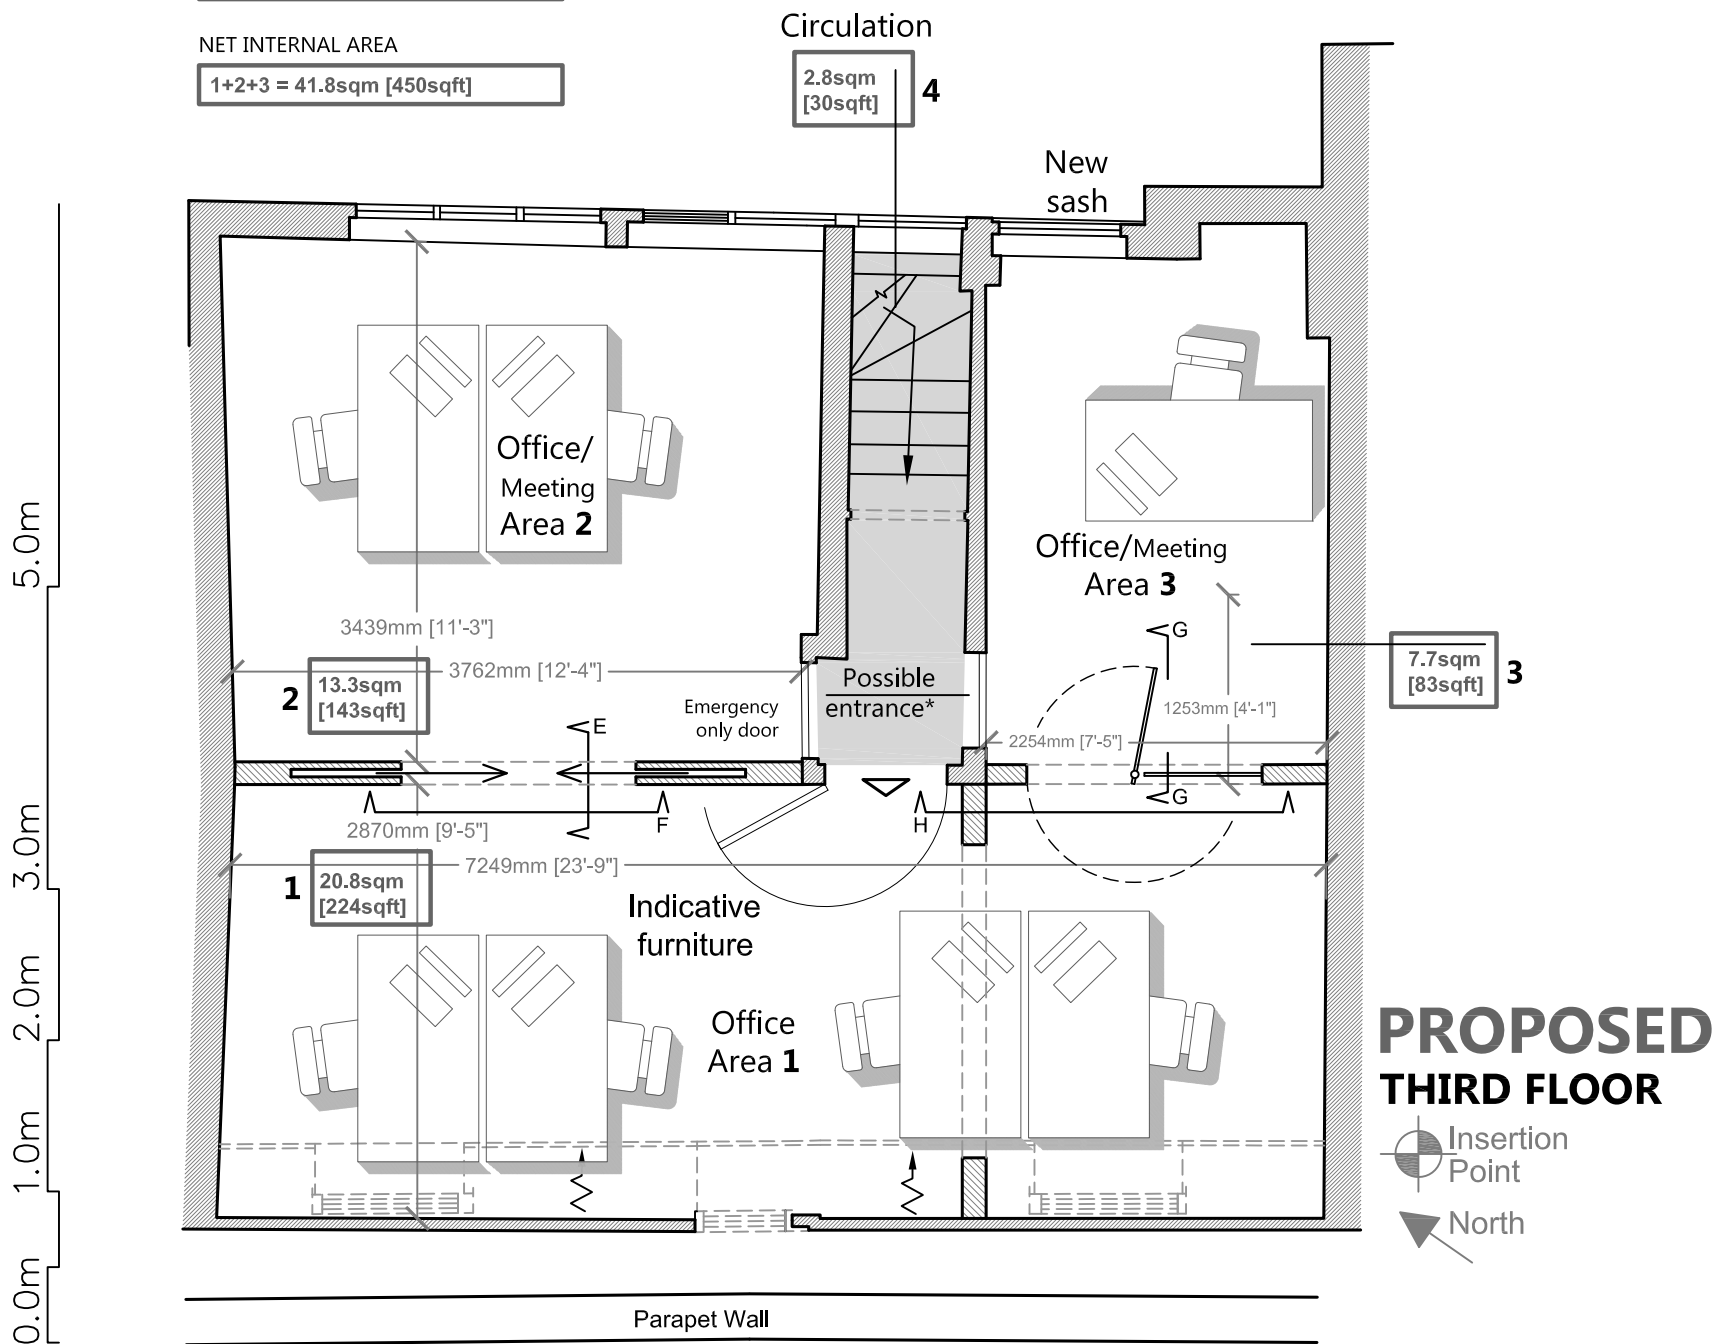 NET INTERNAL AREA
1+2+3 = 41.8sqm [450sqft]
Circulation
2.8sqm
[30sqft]
4
New
sash
Office/
Meeting
Area 2
Office/Meeting
Area 3
3439mm [11'-3"]
3762mm [12'-4"]
2
13.3sqm
[143sqft]
Emergency
only door
Possible
entrance*
G
1253mm [4'-1"]
2254mm [7'-5"]
7.7sqm
[83sqft]
3
E
G
F
H
2870mm [9'-5"]
7249mm [23'-9"]
1
20.8sqm
[224sqft]
Indicative
furniture
Office
Area 1
5.0m
3.0m
2.0m
1.0m
0.0m
PROPOSED
THIRD FLOOR
Insertion
Point
North
Parapet Wall